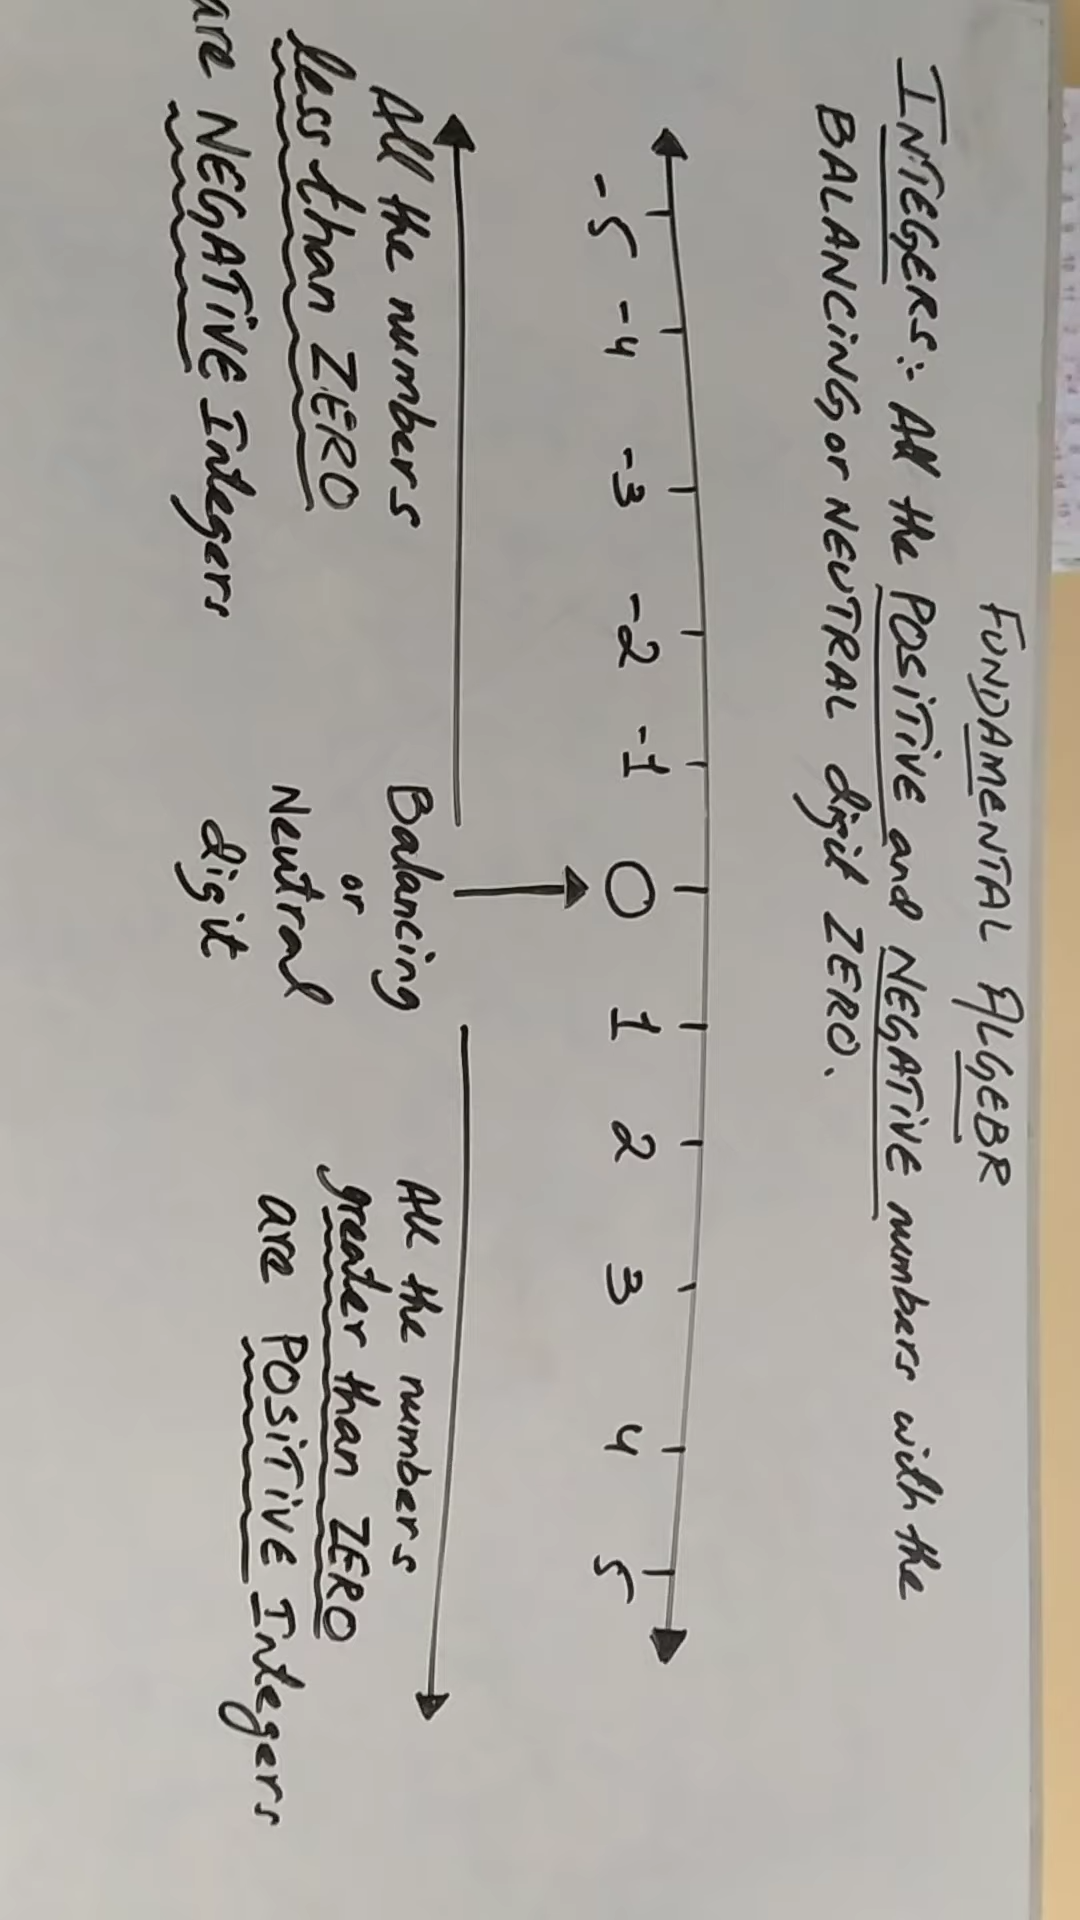 FUNDAMENTAL ALGEBR
INTEGERS:- All the POSITIVE and NEGATIVE numbers with the
BALANCING or NEUTRAL digit ZERO.
-5 -4 -3 -2 -1 0 1 2 3 4 5
All the numbers
less than ZERO
are NEGATIVE Integers
Balancing
or
Neutral
digit
All the numbers
greater than ZERO
are POSITIVE Integers